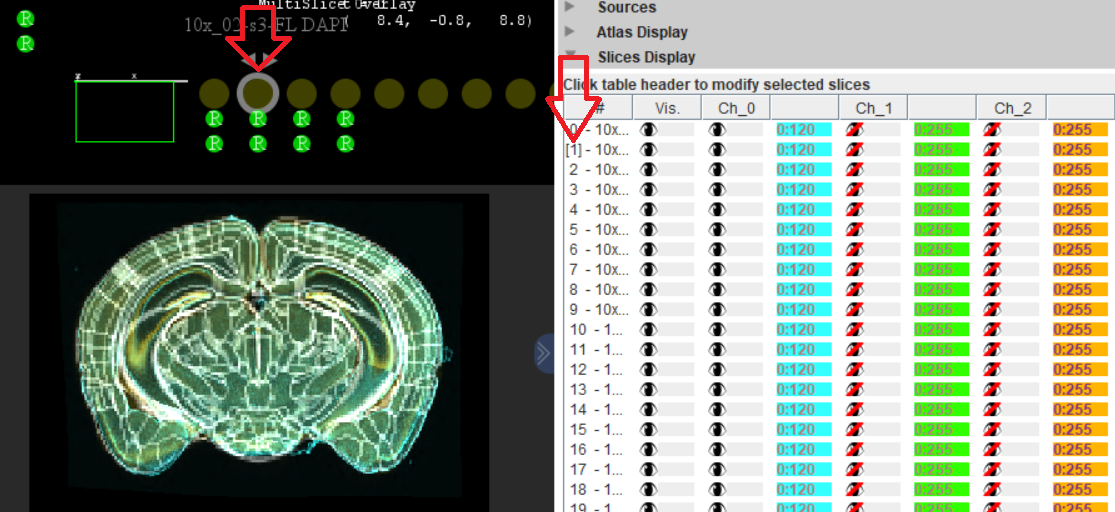 MultiSlice Overlay
( 8.4, -0.8, 8.8)
10x_02-s3-FL DAPI
R
R
x
R R R R
R R R R
Sources
Atlas Display
Slices Display
Click table header to modify selected slices
# Vis. Ch_0 Ch_1 Ch_2
0 - 10x... 0:120 0:255 0:255
[1] - 10x... 0:120 0:255 0:255
2 - 10x... 0:120 0:255 0:255
3 - 10x... 0:120 0:255 0:255
4 - 10x... 0:120 0:255 0:255
5 - 10x... 0:120 0:255 0:255
6 - 10x... 0:120 0:255 0:255
7 - 10x... 0:120 0:255 0:255
8 - 10x... 0:120 0:255 0:255
9 - 10x... 0:120 0:255 0:255
10 - 1... 0:120 0:255 0:255
11 - 1... 0:120 0:255 0:255
12 - 1... 0:120 0:255 0:255
13 - 1... 0:120 0:255 0:255
14 - 1... 0:120 0:255 0:255
15 - 1... 0:120 0:255 0:255
16 - 1... 0:120 0:255 0:255
17 - 1... 0:120 0:255 0:255
18 - 1... 0:120 0:255 0:255
19 - 1... 0:120 0:255 0:255